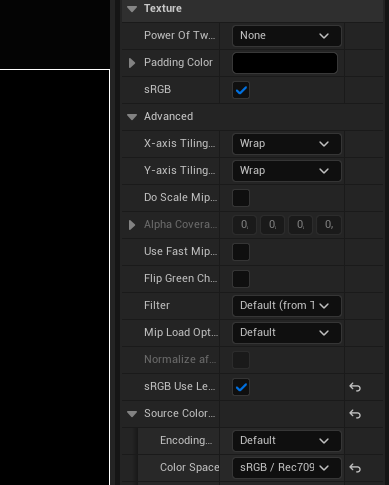 Texture
Power Of Tw... None
Padding Color
sRGB
Advanced
X-axis Tiling... Wrap
Y-axis Tiling... Wrap
Do Scale Mip...
Alpha Covera... 0, 0, 0, 0,
Use Fast Mip...
Flip Green Ch...
Filter Default (from T
Mip Load Opt... Default
Normalize af...
sRGB Use Le...
Source Color...
Encoding... Default
Color Space sRGB / Rec709